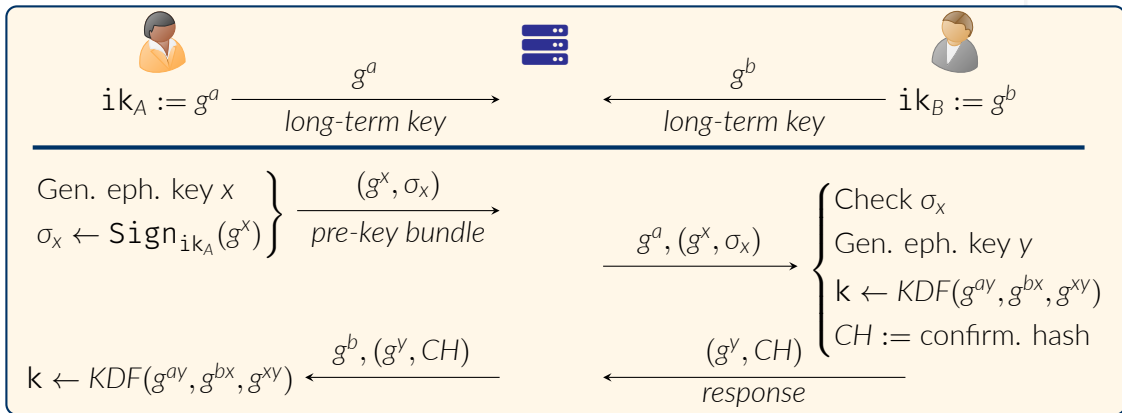 g^a g^b
ik_A := g^a ik_B := g^b
long-term key long-term key
Gen. eph. key x
σ_x ← Sign_{ik_A}(g^x)
(g^x, σ_x)
pre-key bundle
g^a, (g^x, σ_x)
Check σ_x
Gen. eph. key y
k ← KDF(g^{ay}, g^{bx}, g^{xy})
CH := confirm. hash
(g^y, CH)
response
g^b, (g^y, CH)
k ← KDF(g^{ay}, g^{bx}, g^{xy})